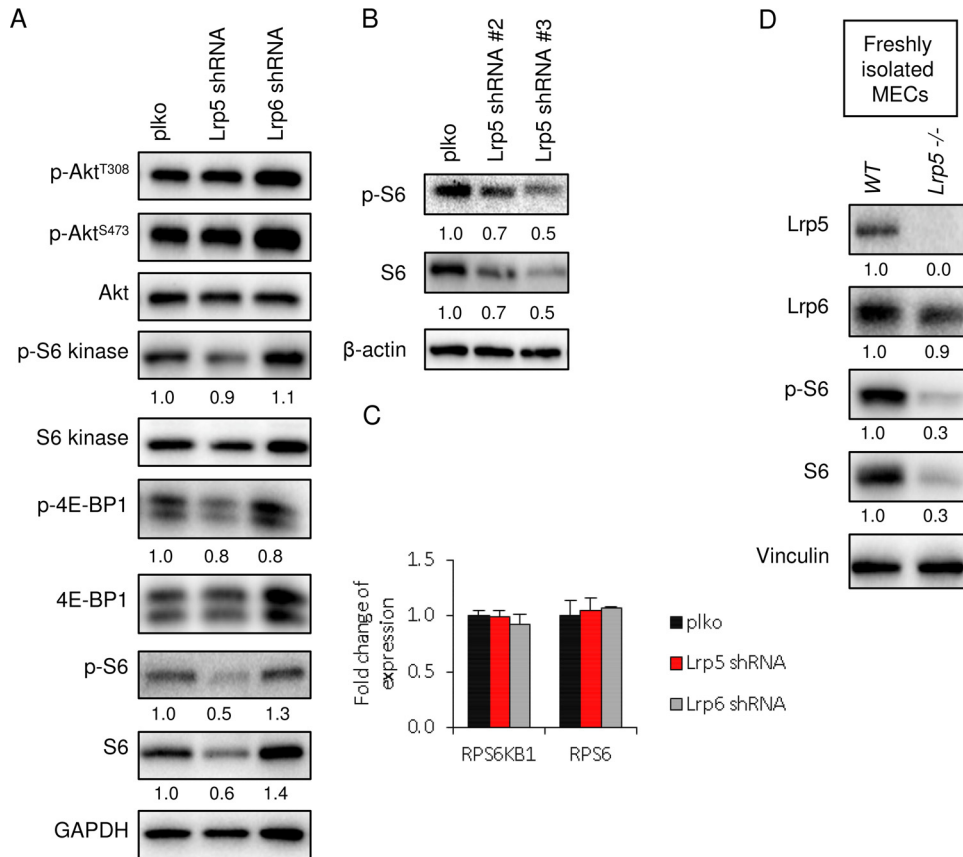 A
plko
Lrp5 shRNA
Lrp6 shRNA
p-AktT308
p-AktS473
Akt
p-S6 kinase
1.0 0.9 1.1
S6 kinase
p-4E-BP1
1.0 0.8 0.8
4E-BP1
p-S6
1.0 0.5 1.3
S6
1.0 0.6 1.4
GAPDH
B
plko
Lrp5 shRNA #2
Lrp5 shRNA #3
p-S6
1.0 0.7 0.5
S6
1.0 0.7 0.5
β-actin
C
Fold change of
expression
1.5
1.0
0.5
0.0
RPS6KB1 RPS6
plko
Lrp5 shRNA
Lrp6 shRNA
D
Freshly
isolated
MECs
WT
Lrp5 -/-
Lrp5
1.0 0.0
Lrp6
1.0 0.9
p-S6
1.0 0.3
S6
1.0 0.3
Vinculin